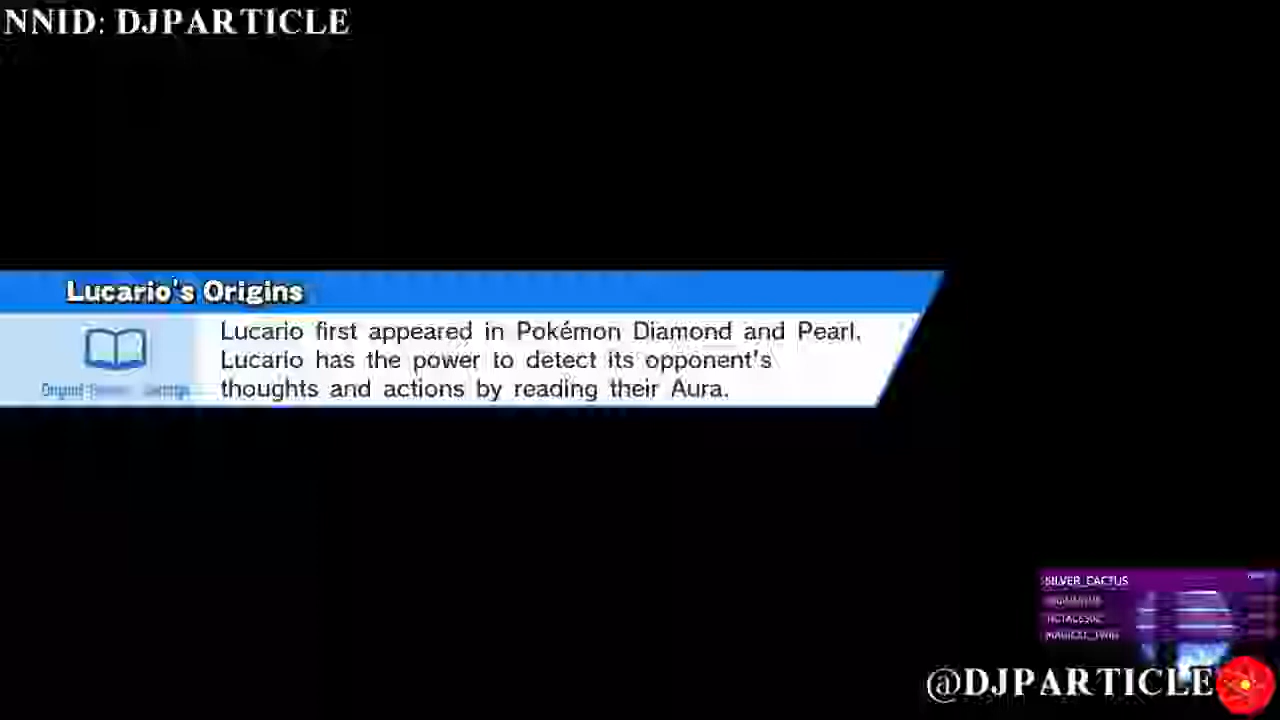 NNID: DJPARTICLE
Lucario's Origins
Lucario first appeared in Pokémon Diamond and Pearl.
Lucario has the power to detect its opponent's
thoughts and actions by reading their Aura.
Original
SILVER_CACTUS
@DJPARTICLE